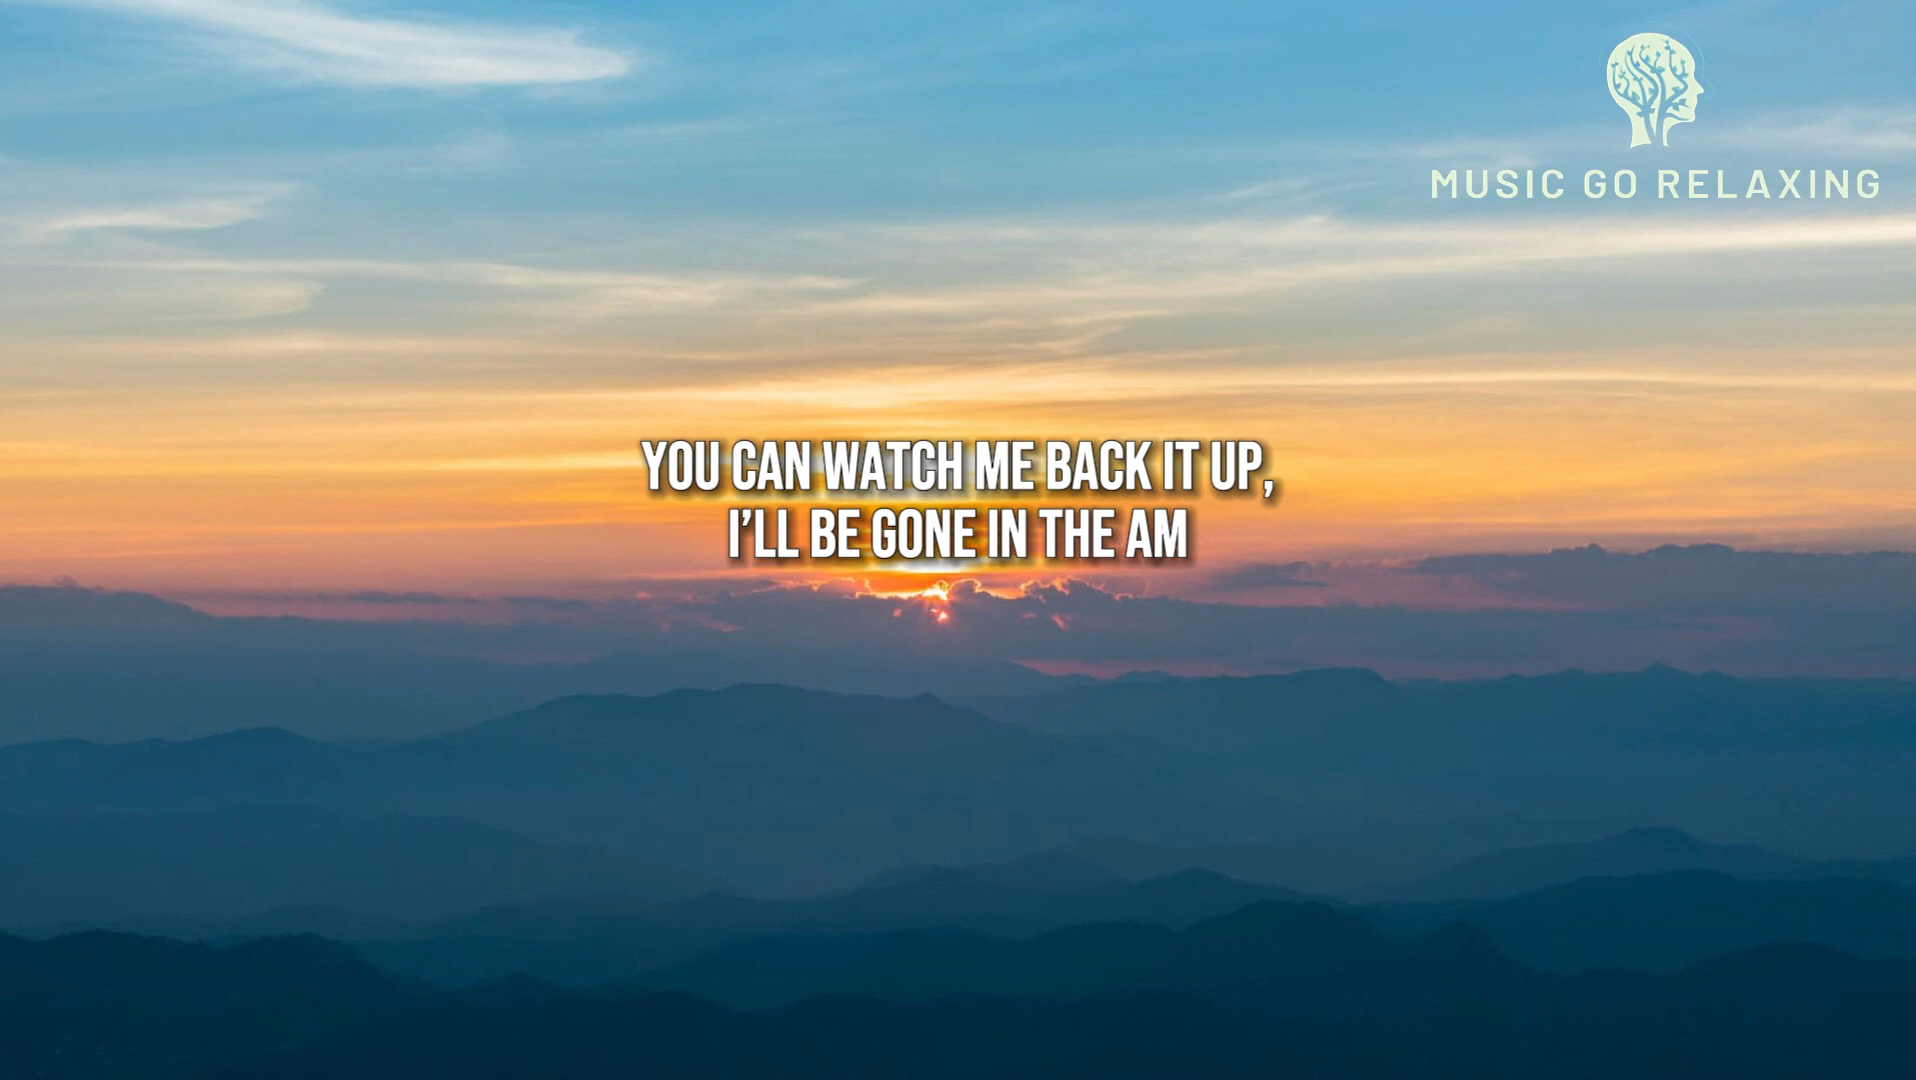 MUSIC GO RELAXING
YOU CAN WATCH ME BACK IT UP,
I’LL BE GONE IN THE AM